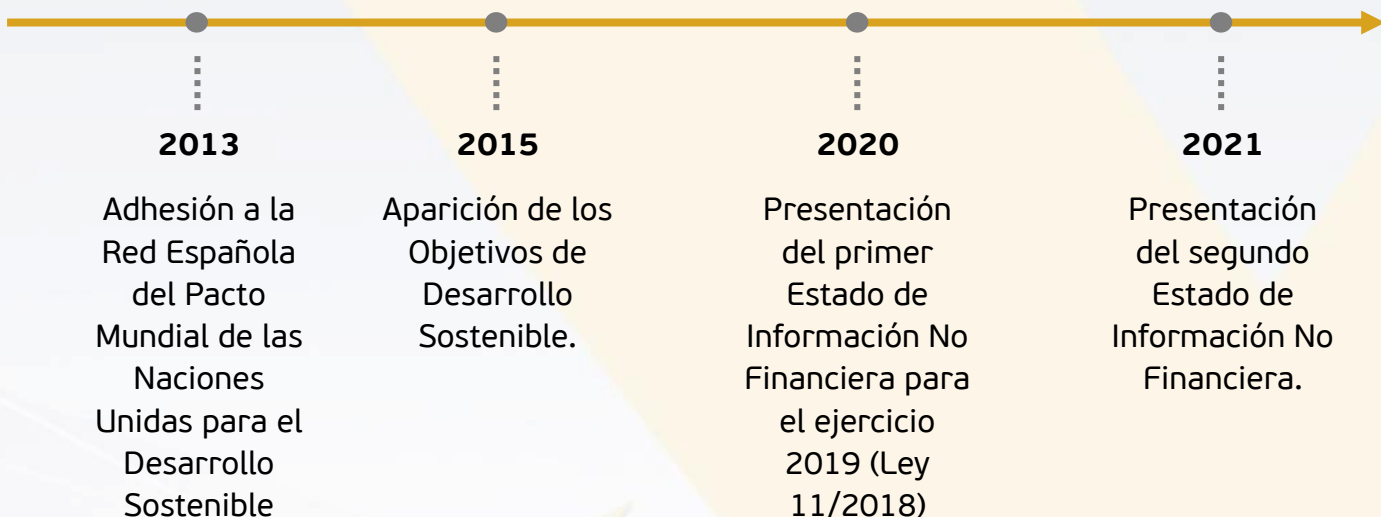 2013
Adhesión a la
Red Española
del Pacto
Mundial de las
Naciones
Unidas para el
Desarrollo
Sostenible
2015
Aparición de los
Objetivos de
Desarrollo
Sostenible.
2020
Presentación
del primer
Estado de
Información No
Financiera para
el ejercicio
2019 (Ley
11/2018)
2021
Presentación
del segundo
Estado de
Información No
Financiera.